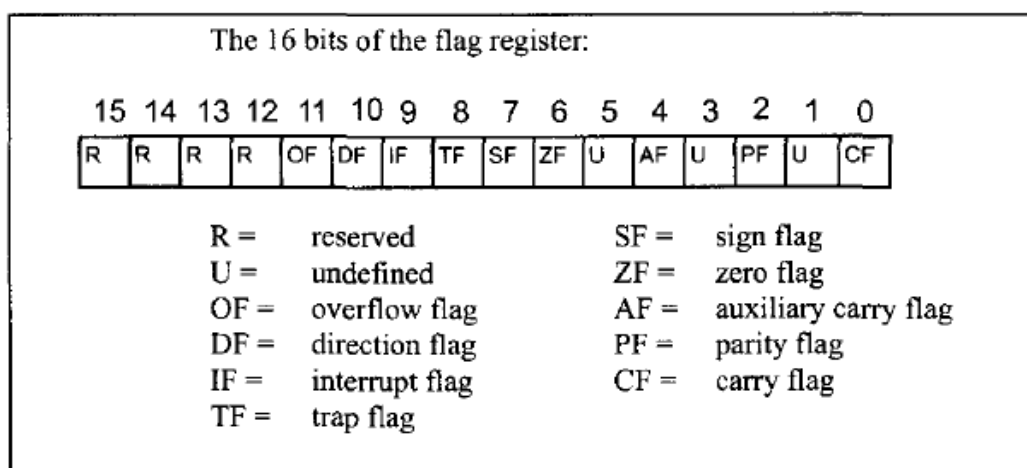 The 16 bits of the flag register:
15 14 13 12 11 10 9 8 7 6 5 4 3 2 1 0
R R R R OF DF IF TF SF ZF U AF U PF U CF
R = reserved SF = sign flag
U = undefined ZF = zero flag
OF = overflow flag AF = auxiliary carry flag
DF = direction flag PF = parity flag
IF = interrupt flag CF = carry flag
TF = trap flag